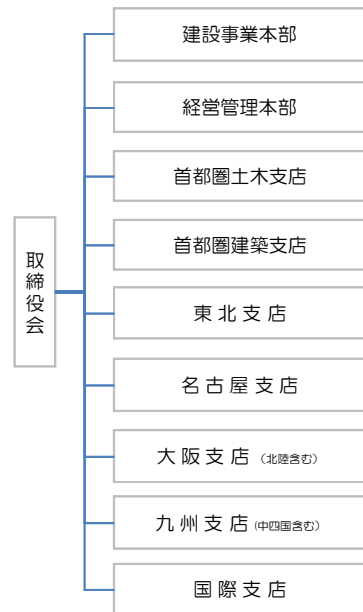 取締役会
建設事業本部
経営管理本部
首都圏土木支店
首都圏建築支店
東北支店
名古屋支店
大阪支店（北陸含む）
九州支店（中四国含む）
国際支店